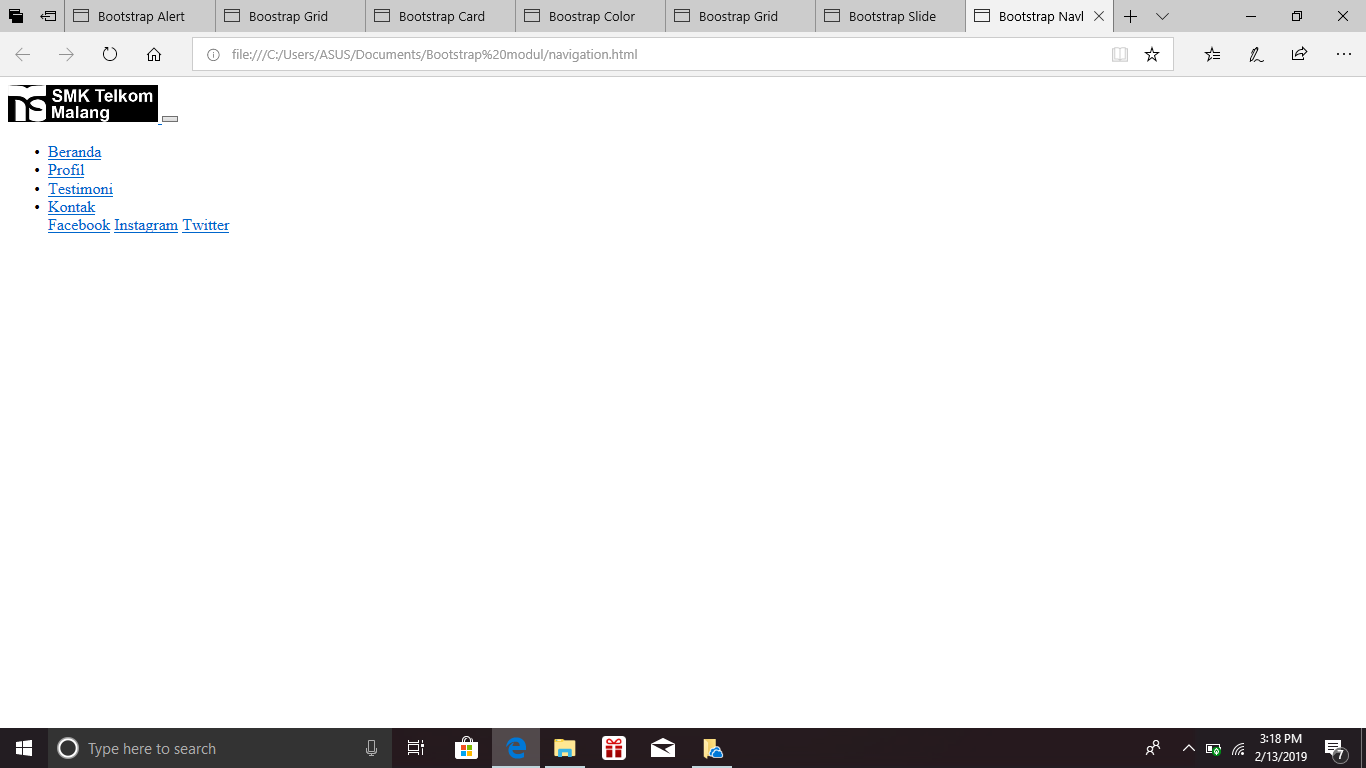 Bootstrap Alert
Boostrap Grid
Bootstrap Card
Boostrap Color
Boostrap Grid
Bootstrap Slide
Bootstrap Navl
file:///C:/Users/ASUS/Documents/Bootstrap%20modul/navigation.html
SMK Telkom
Malang
Beranda
Profil
Testimoni
Kontak
Facebook Instagram Twitter
Type here to search
3:18 PM
2/13/2019
7